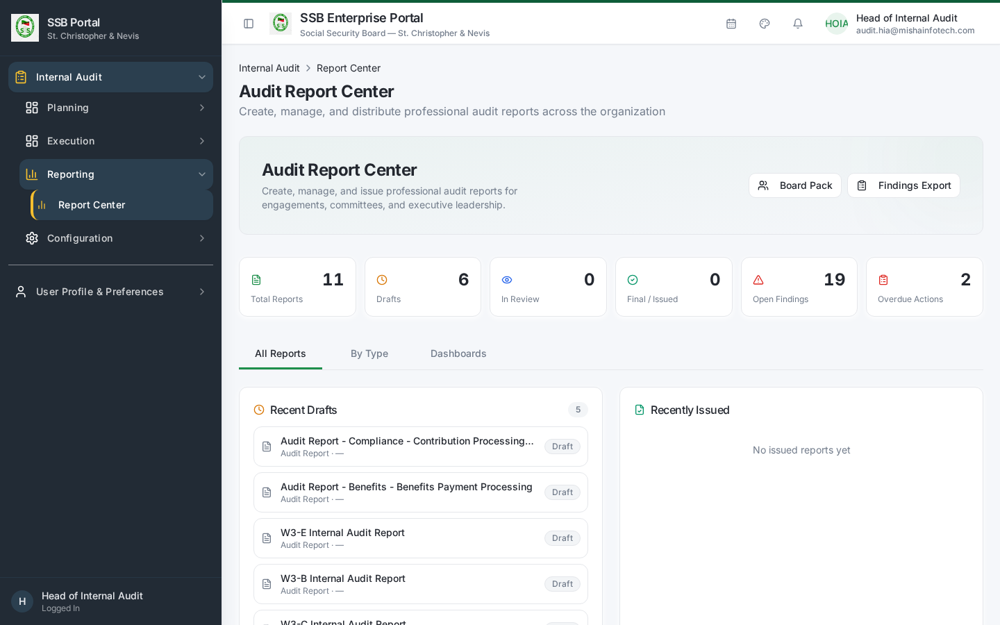 SSB Portal
St. Christopher & Nevis
Internal Audit
Planning
Execution
Reporting
Report Center
Configuration
User Profile & Preferences
H
Head of Internal Audit
Logged In
SSB Enterprise Portal
Social Security Board — St. Christopher & Nevis
HOIA
Head of Internal Audit
audit.hia@mishainfotech.com
Internal Audit > Report Center
Audit Report Center
Create, manage, and distribute professional audit reports across the organization
Audit Report Center
Create, manage, and issue professional audit reports for
engagements, committees, and executive leadership.
Board Pack
Findings Export
11
Total Reports
6
Drafts
0
In Review
0
Final / Issued
19
Open Findings
2
Overdue Actions
All Reports
By Type
Dashboards
Recent Drafts
5
Audit Report - Compliance - Contribution Processing...
Audit Report · —
Draft
Audit Report - Benefits - Benefits Payment Processing
Audit Report · —
Draft
W3-E Internal Audit Report
Audit Report · —
Draft
W3-B Internal Audit Report
Audit Report · —
Draft
W3-C Internal Audit Report
Recently Issued
No issued reports yet